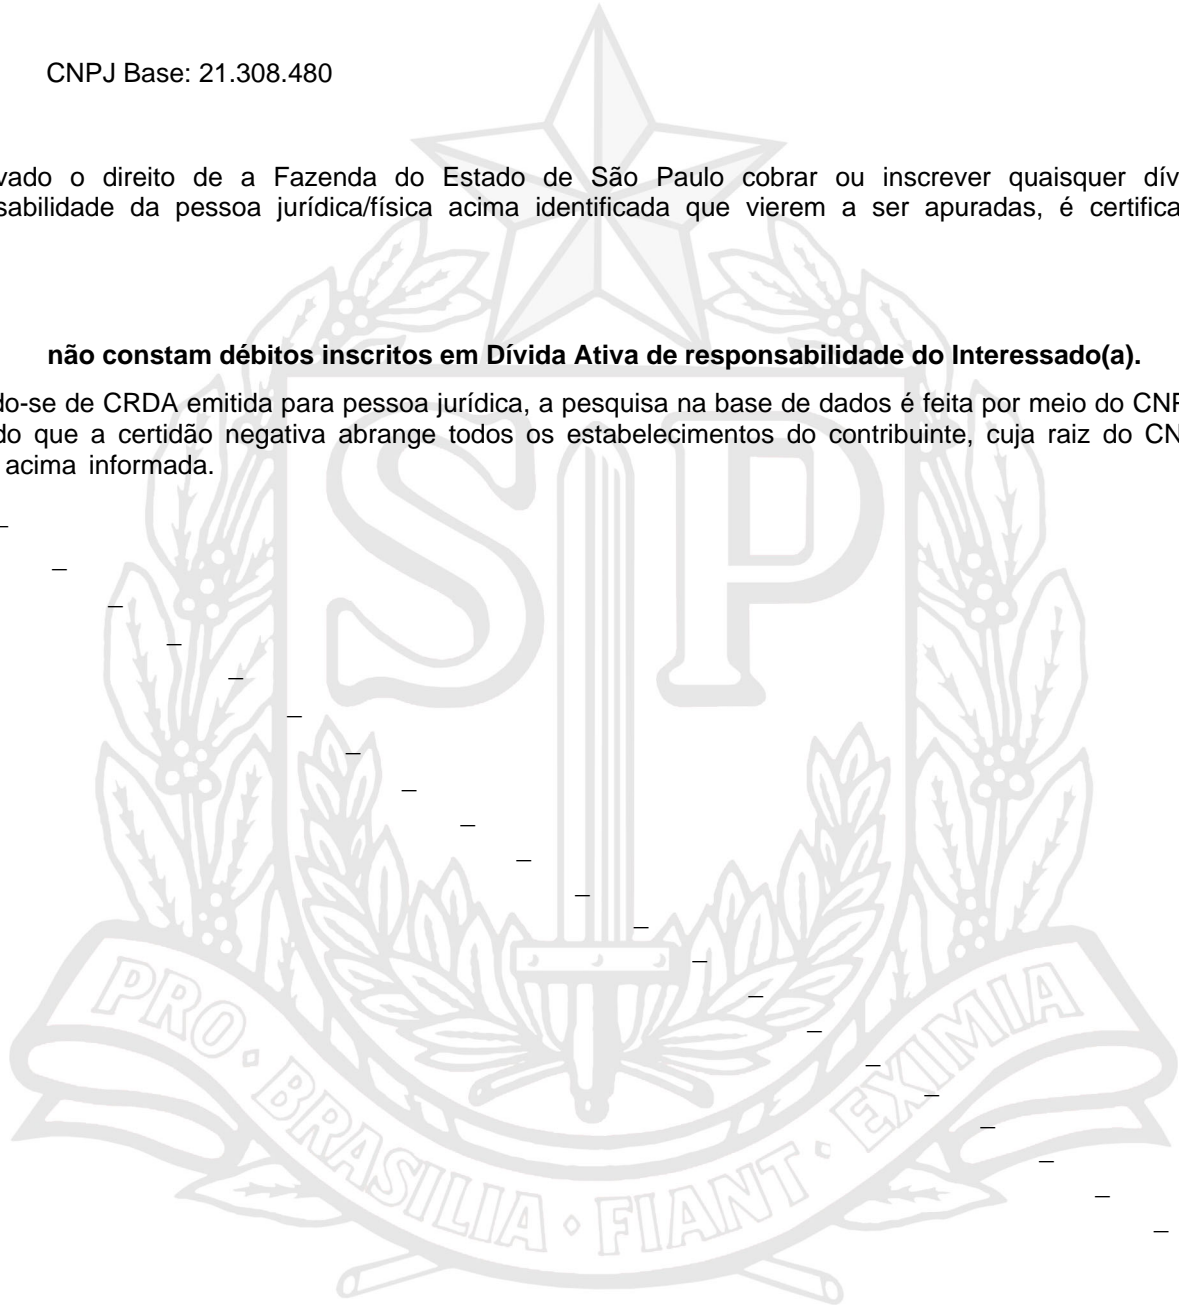 CNPJ Base: 21.308.480
vado o direito de a Fazenda do Estado de São Paulo cobrar ou inscrever quaisquer dív
sabilidade da pessoa jurídica/física acima identificada que vierem a ser apuradas, é certifica
não constam débitos inscritos em Dívida Ativa de responsabilidade do Interessado(a).
do-se de CRDA emitida para pessoa jurídica, a pesquisa na base de dados é feita por meio do CNP
do que a certidão negativa abrange todos os estabelecimentos do contribuinte, cuja raiz do CN
acima informada.
SP
PRO • BRASILIA • FIANT • EXIMIA